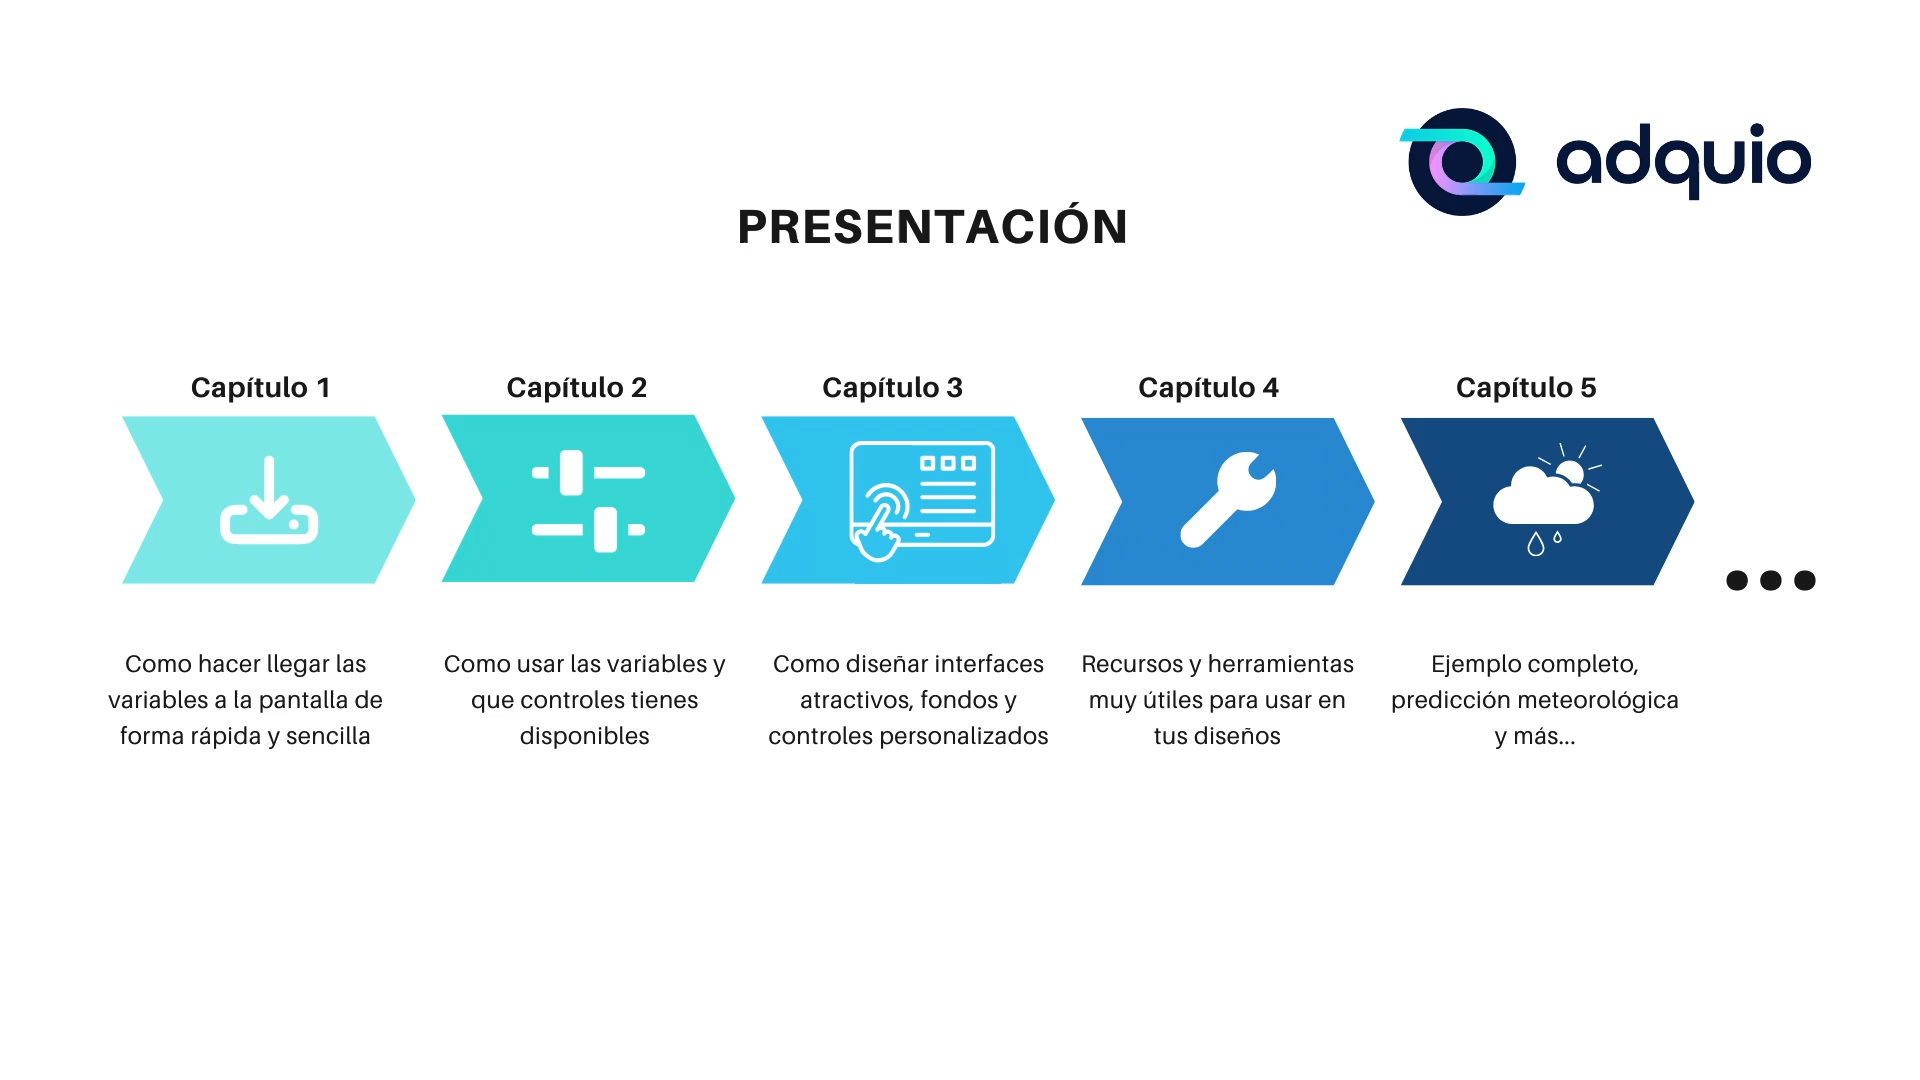 adquio
PRESENTACIÓN
Capítulo 1
Capítulo 2
Capítulo 3
Capítulo 4
Capítulo 5
Como hacer llegar las
variables a la pantalla de
forma rápida y sencilla
Como usar las variables y
que controles tienes
disponibles
Como diseñar interfaces
atractivos, fondos y
controles personalizados
Recursos y herramientas
muy útiles para usar en
tus diseños
Ejemplo completo,
predicción meteorológica
y más...